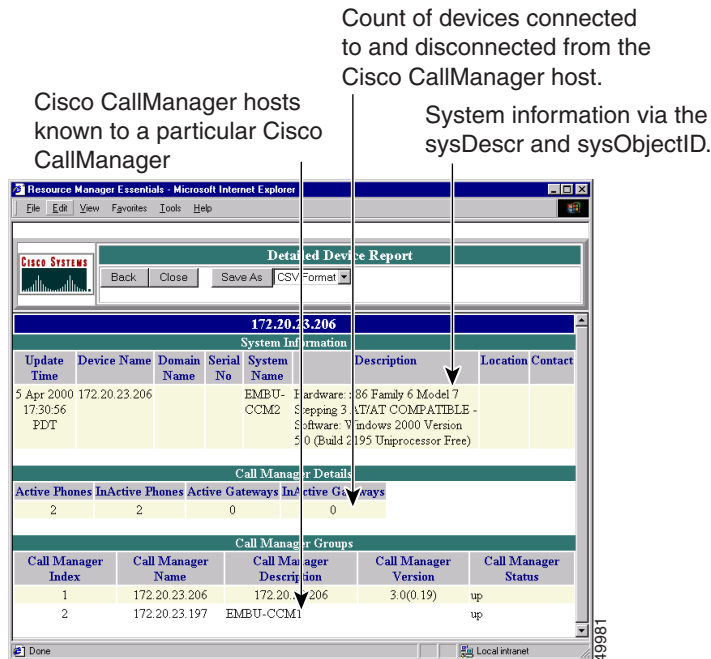 Count of devices connected
to and disconnected from the
Cisco CallManager host.
Cisco CallManager hosts
known to a particular Cisco
CallManager
System information via the
sysDescr and sysObjectID.
Resource Manager Essentials - Microsoft Internet Explorer
File Edit View Favorites Tools Help
CISCO SYSTEMS
Detailed Device Report
Back Close Save As CSV Format
172.20.23.206
System Information
Update Time Device Name Domain Name Serial No System Name Description Location Contact
5 Apr 2000 17:30:56 PDT 172.20.23.206 EMBU-CCM2 Hardware: x86 Family 6 Model 7 Stepping 3 AT/AT COMPATIBLE - Software: Windows 2000 Version 5.0 (Build 2195 Uniprocessor Free)
Call Manager Details
Active Phones InActive Phones Active Gateways InActive Gateways
2 2 0 0
Call Manager Groups
Call Manager Index Call Manager Name Call Manager Description Call Manager Version Call Manager Status
1 172.20.23.206 172.20.23.206 3.0(0.19) up
2 172.20.23.197 EMBU-CCM1 up
Done Local intranet
49981